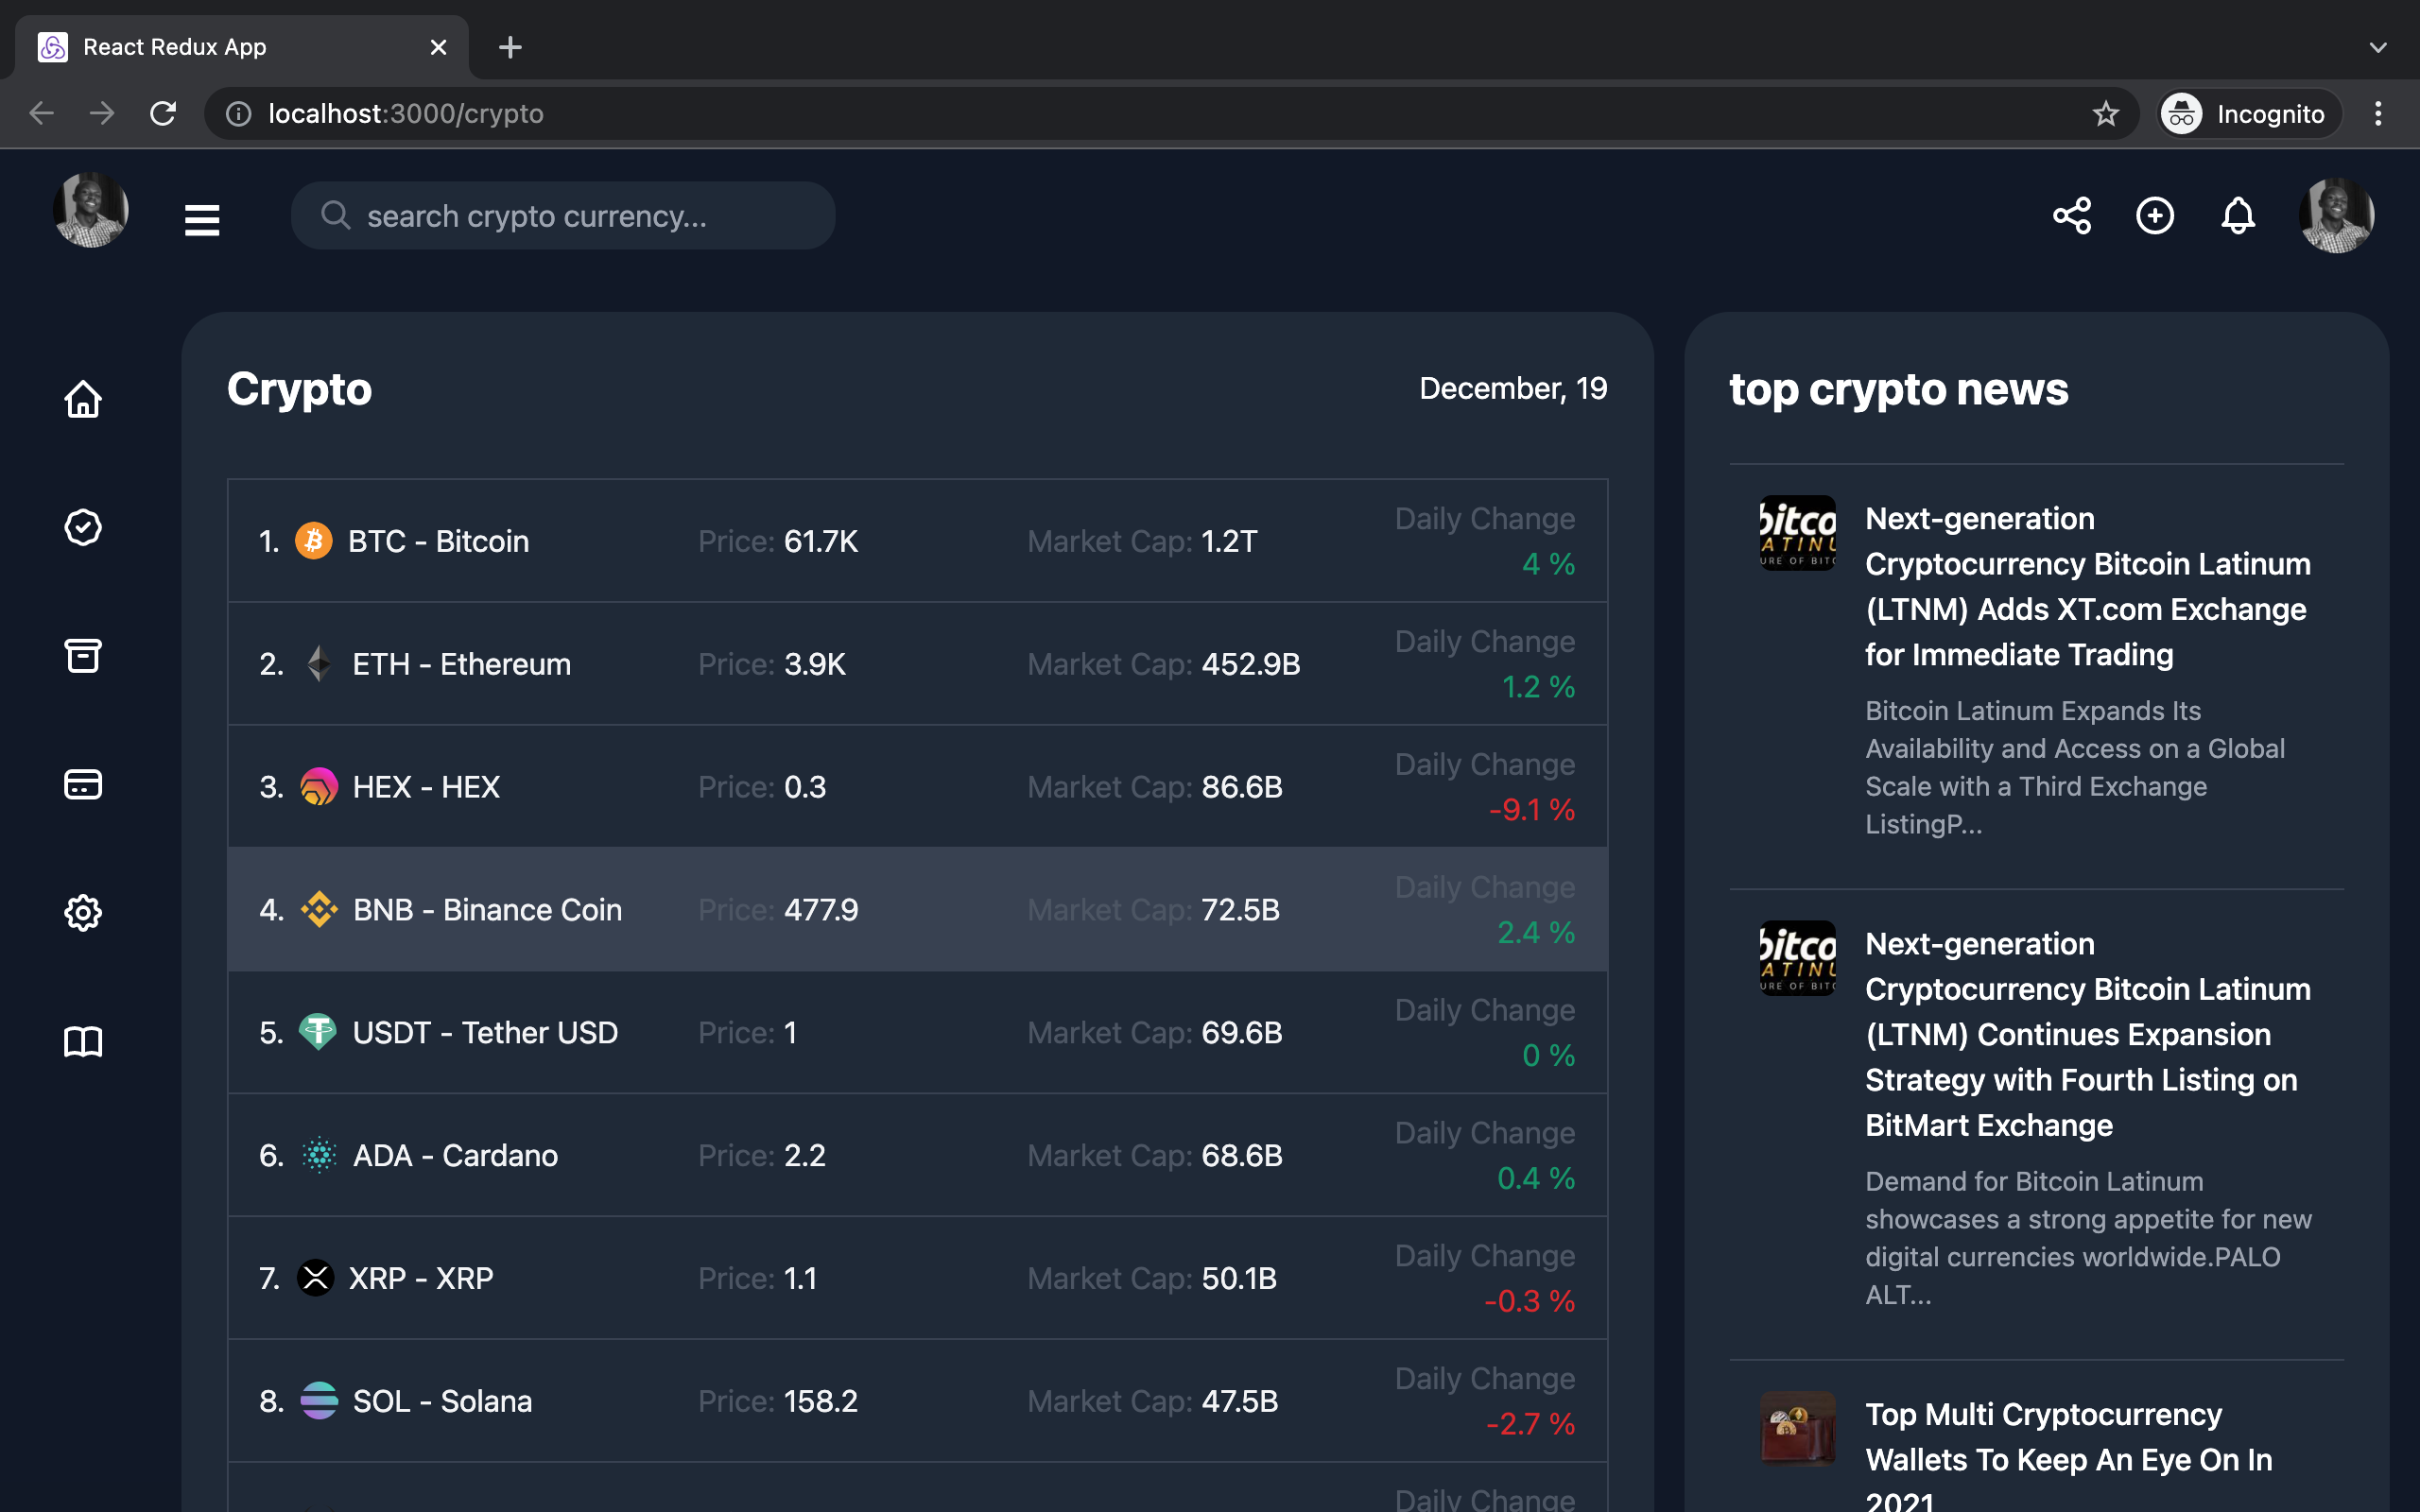 React Redux App
localhost:3000/crypto
Incognito
search crypto currency...
Crypto
December, 19
1. BTC - Bitcoin Price: 61.7K Market Cap: 1.2T Daily Change
4 %
2. ETH - Ethereum Price: 3.9K Market Cap: 452.9B Daily Change
1.2 %
3. HEX - HEX Price: 0.3 Market Cap: 86.6B Daily Change
-9.1 %
4. BNB - Binance Coin Price: 477.9 Market Cap: 72.5B Daily Change
2.4 %
5. USDT - Tether USD Price: 1 Market Cap: 69.6B Daily Change
0 %
6. ADA - Cardano Price: 2.2 Market Cap: 68.6B Daily Change
0.4 %
7. XRP - XRP Price: 1.1 Market Cap: 50.1B Daily Change
-0.3 %
8. SOL - Solana Price: 158.2 Market Cap: 47.5B Daily Change
-2.7 %
Daily Change
top crypto news
bitco
ATINU
URE OF BITC
Next-generation
Cryptocurrency Bitcoin Latinum
(LTNM) Adds XT.com Exchange
for Immediate Trading
Bitcoin Latinum Expands Its
Availability and Access on a Global
Scale with a Third Exchange
ListingP...
bitco
ATINU
URE OF BITC
Next-generation
Cryptocurrency Bitcoin Latinum
(LTNM) Continues Expansion
Strategy with Fourth Listing on
BitMart Exchange
Demand for Bitcoin Latinum
showcases a strong appetite for new
digital currencies worldwide.PALO
ALT...
Top Multi Cryptocurrency
Wallets To Keep An Eye On In
2021